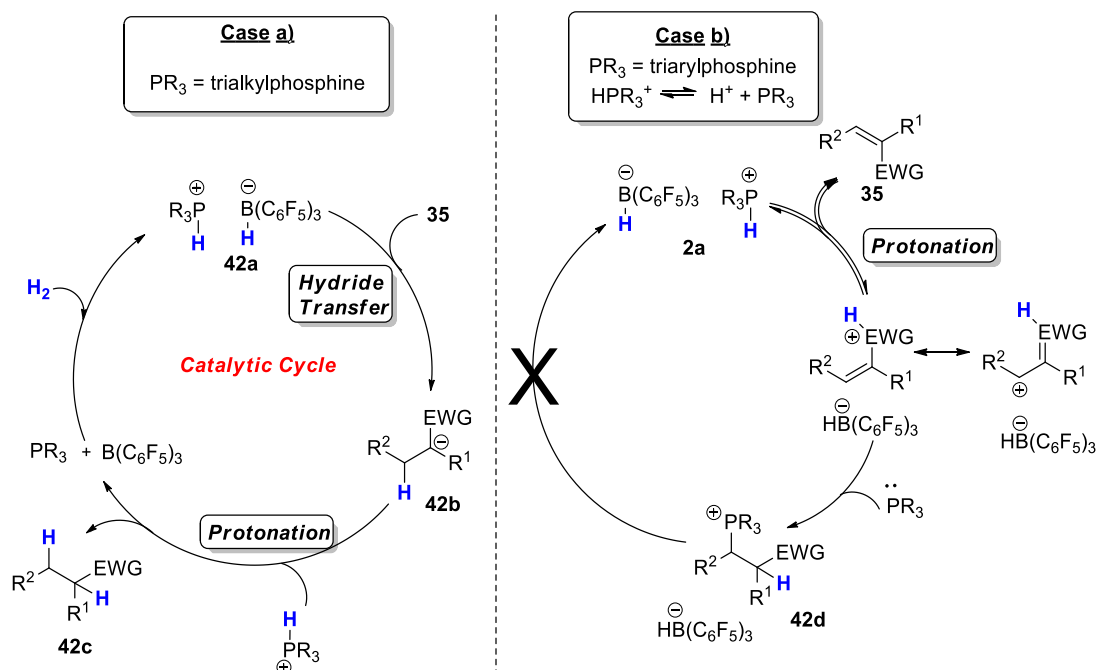 Case a)
PR3 = trialkylphosphine
R3P
⊕
H
⊖
B(C6F5)3
H
42a
35
Hydride
Transfer
H2
Catalytic Cycle
EWG
R2
⊖
R1
H
42b
PR3 + B(C6F5)3
Protonation
H
R2
EWG
H
R1
42c
H
PR3
⊕
Case b)
PR3 = triarylphosphine
HPR3+ ⇌ H+ + PR3
R2
R1
EWG
35
⊖
B(C6F5)3
H
⊕
R3P
H
2a
Protonation
H
⊕
EWG
R2
R1
⊖
HB(C6F5)3
H
EWG
R2
R1
⊕
⊖
HB(C6F5)3
X
..
PR3
⊕
PR3
R2
EWG
R1
H
⊖
HB(C6F5)3
42d